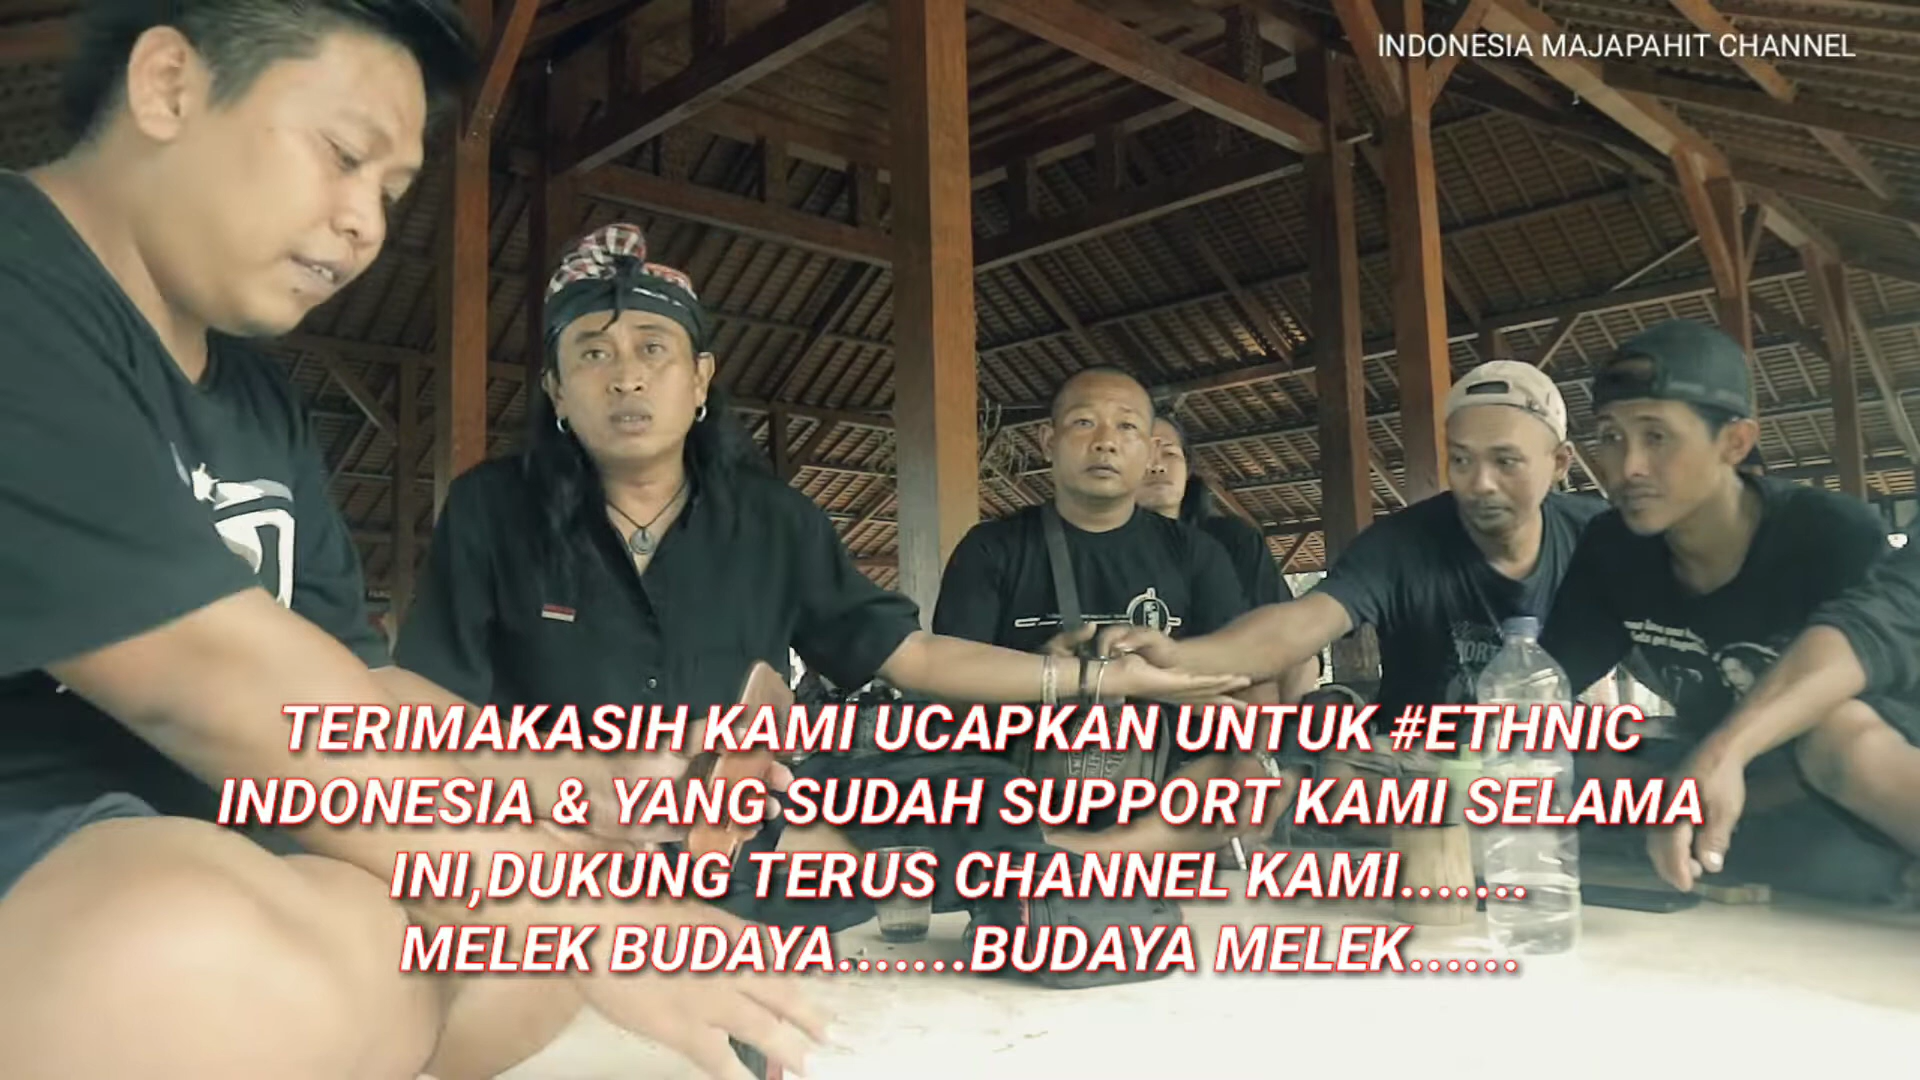 INDONESIA MAJAPAHIT CHANNEL
TERIMAKASIH KAMI UCAPKAN UNTUK #ETHNIC
INDONESIA & YANG SUDAH SUPPORT KAMI SELAMA
INI,DUKUNG TERUS CHANNEL KAMI.......
MELEK BUDAYA.......BUDAYA MELEK......